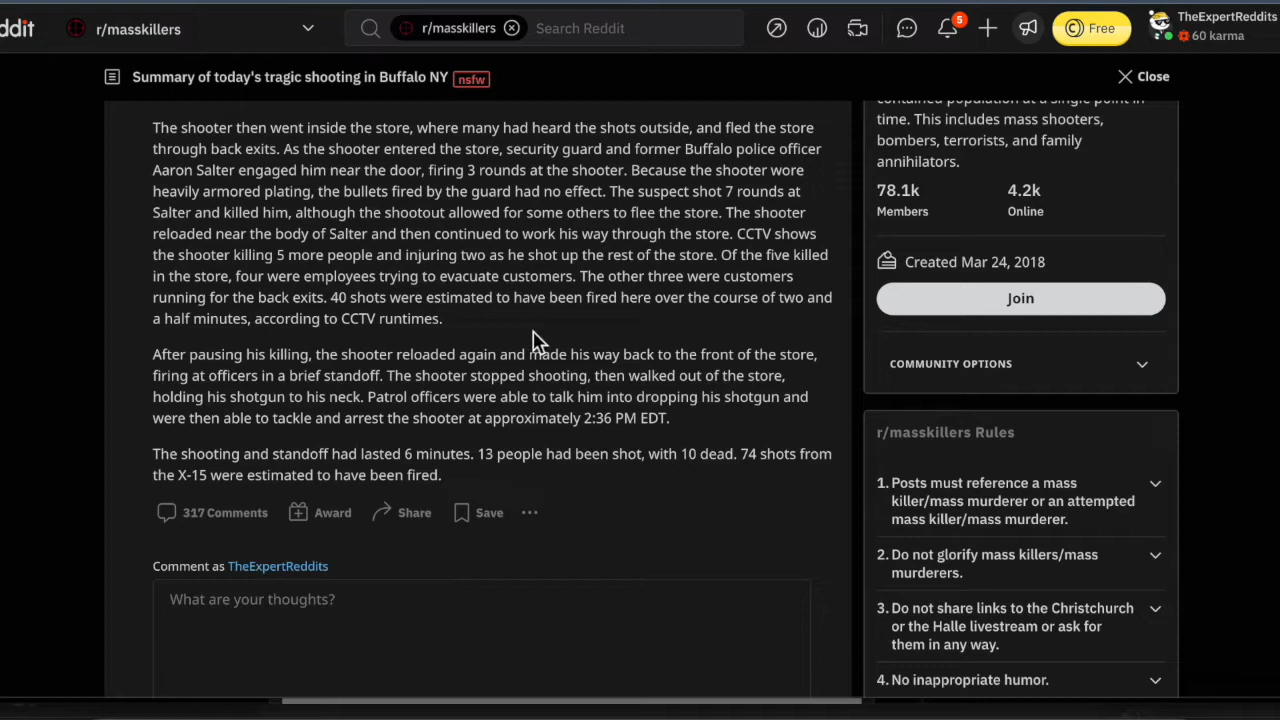 ddit
r/masskillers
r/masskillers
Search Reddit
5
Free
TheExpertReddits
60 karma
Summary of today's tragic shooting in Buffalo NY nsfw
Close
The shooter then went inside the store, where many had heard the shots outside, and fled the store
through back exits. As the shooter entered the store, security guard and former Buffalo police officer
Aaron Salter engaged him near the door, firing 3 rounds at the shooter. Because the shooter wore
heavily armored plating, the bullets fired by the guard had no effect. The suspect shot 7 rounds at
Salter and killed him, although the shootout allowed for some others to flee the store. The shooter
reloaded near the body of Salter and then continued to work his way through the store. CCTV shows
the shooter killing 5 more people and injuring two as he shot up the rest of the store. Of the five killed
in the store, four were employees trying to evacuate customers. The other three were customers
running for the back exits. 40 shots were estimated to have been fired here over the course of two and
a half minutes, according to CCTV runtimes.
After pausing his killing, the shooter reloaded again and made his way back to the front of the store,
firing at officers in a brief standoff. The shooter stopped shooting, then walked out of the store,
holding his shotgun to his neck. Patrol officers were able to talk him into dropping his shotgun and
were then able to tackle and arrest the shooter at approximately 2:36 PM EDT.
The shooting and standoff had lasted 6 minutes. 13 people had been shot, with 10 dead. 74 shots from
the X-15 were estimated to have been fired.
317 Comments
Award
Share
Save
Comment as TheExpertReddits
What are your thoughts?
contained population at a single point in
time. This includes mass shooters,
bombers, terrorists, and family
annihilators.
78.1k
Members
4.2k
Online
Created Mar 24, 2018
Join
COMMUNITY OPTIONS
r/masskillers Rules
1. Posts must reference a mass
killer/mass murderer or an attempted
mass killer/mass murderer.
2. Do not glorify mass killers/mass
murderers.
3. Do not share links to the Christchurch
or the Halle livestream or ask for
them in any way.
4. No inappropriate humor.